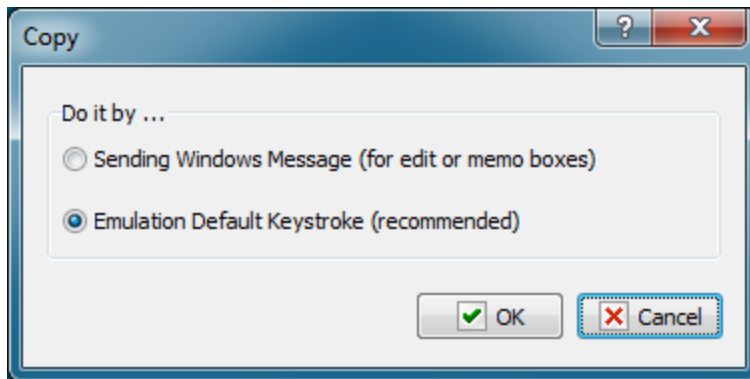 Copy
?
Do it by ...
Sending Windows Message (for edit or memo boxes)
Emulation Default Keystroke (recommended)
OK
Cancel